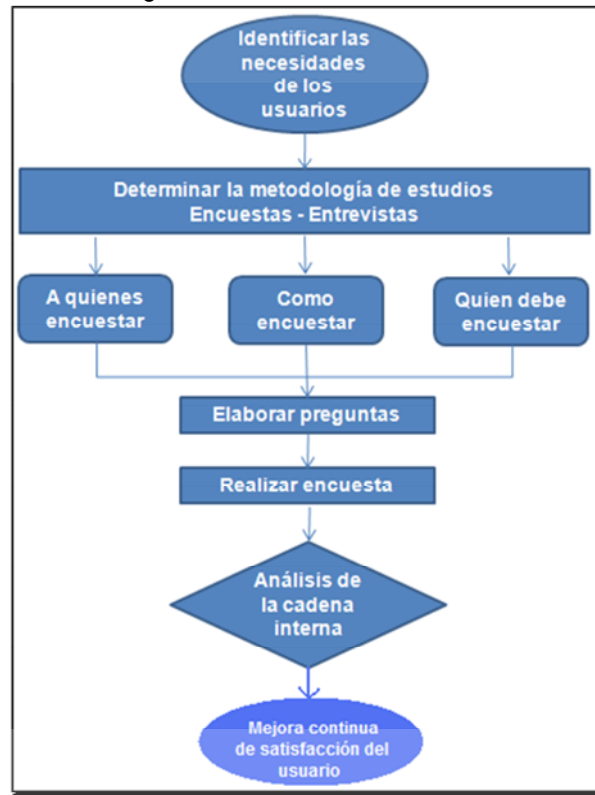 Identificar las
necesidades
de los
usuarios
Determinar la metodología de estudios
Encuestas - Entrevistas
A quienes
encuestar
Como
encuestar
Quien debe
encuestar
Elaborar preguntas
Realizar encuesta
Análisis de
la cadena
interna
Mejora continua
de satisfacción del
usuario